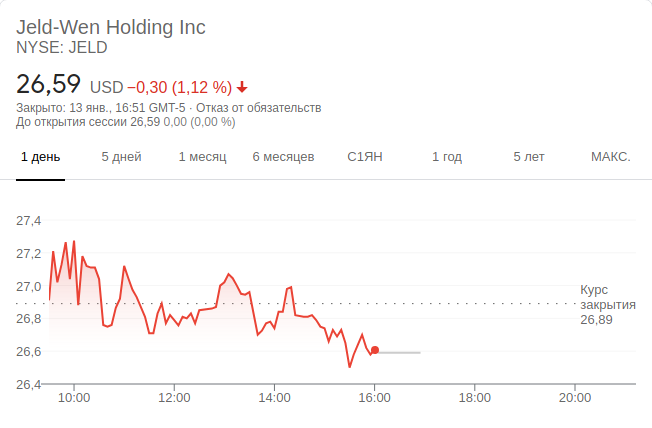 Jeld-Wen Holding Inc
NYSE: JELD
26,59 USD −0,30 (1,12 %)
Закрыто: 13 янв., 16:51 GMT-5 · Отказ от обязательств
До открытия сессии 26,59 0,00 (0,00 %)
1 день 5 дней 1 месяц 6 месяцев С1ЯН 1 год 5 лет МАКС.
27,4
27,2
27,0
26,8
26,6
26,4
Курс
закрытия
26,89
10:00 12:00 14:00 16:00 18:00 20:00